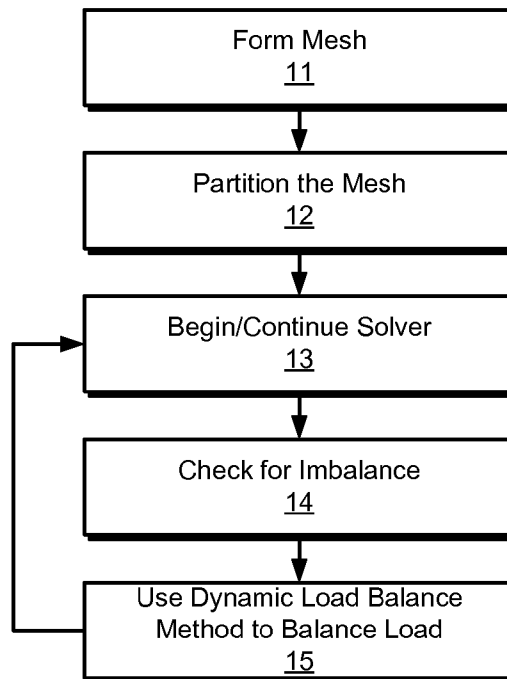 Form Mesh
11
Partition the Mesh
12
Begin/Continue Solver
13
Check for Imbalance
14
Use Dynamic Load Balance
Method to Balance Load
15